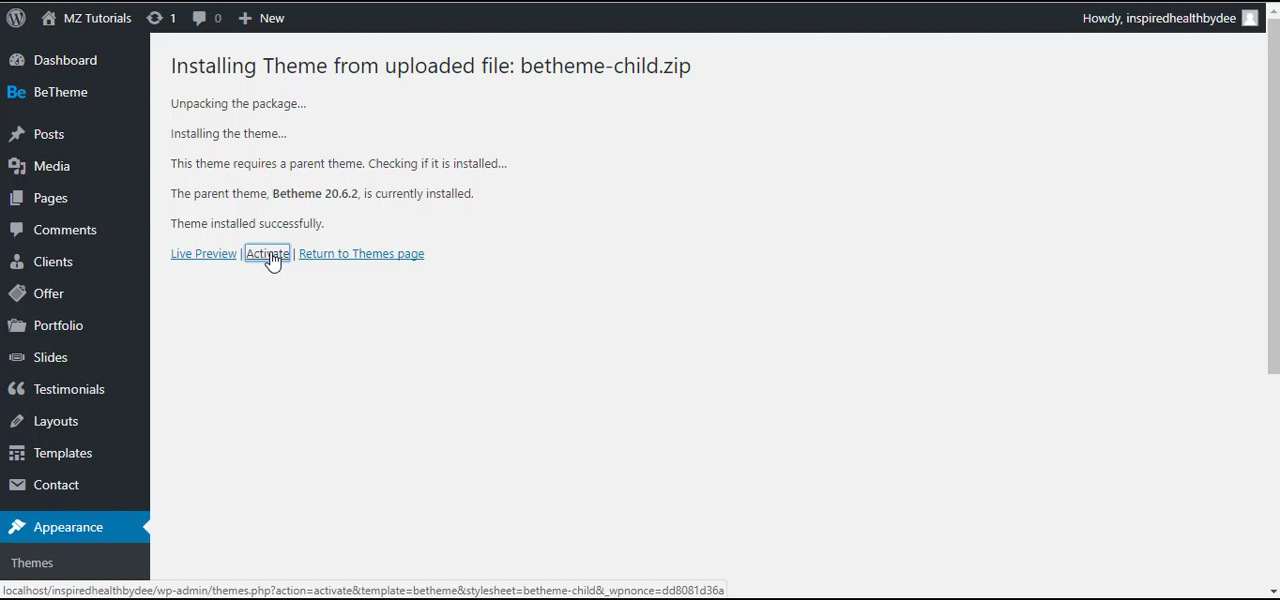 MZ Tutorials 1 0 New Howdy, inspiredhealthbydee
Dashboard
Be BeTheme
Posts
Media
Pages
Comments
Clients
Offer
Portfolio
Slides
Testimonials
Layouts
Templates
Contact
Appearance
Themes
Installing Theme from uploaded file: betheme-child.zip
Unpacking the package...
Installing the theme...
This theme requires a parent theme. Checking if it is installed...
The parent theme, Betheme 20.6.2, is currently installed.
Theme installed successfully.
Live Preview | Activate | Return to Themes page
localhost/inspiredhealthbydee/wp-admin/themes.php?action=activate&template=betheme&stylesheet=betheme-child&_wpnonce=dd8081d36a